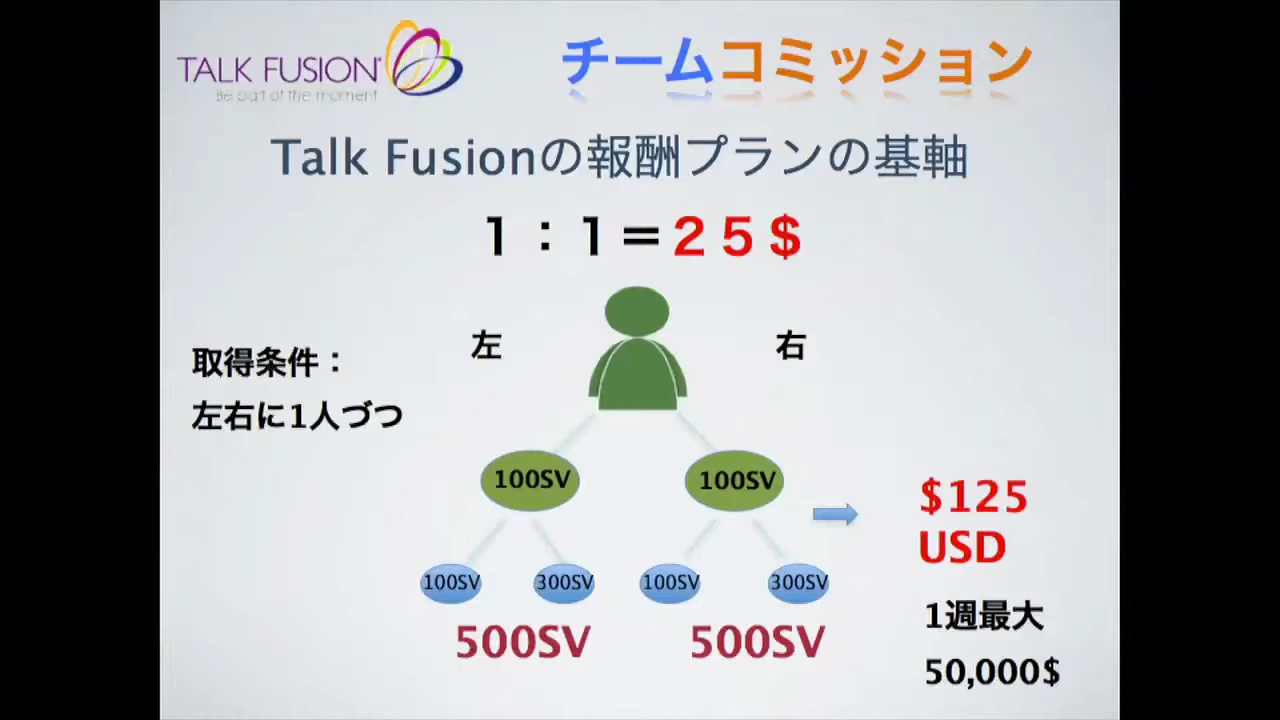 TALK FUSION
Be part of the moment
チームコミッション
Talk Fusionの報酬プランの基軸
1：1＝25$
左
右
取得条件：
左右に1人づつ
100SV
100SV
100SV
300SV
100SV
300SV
500SV
500SV
$125
USD
1週最大
50,000$